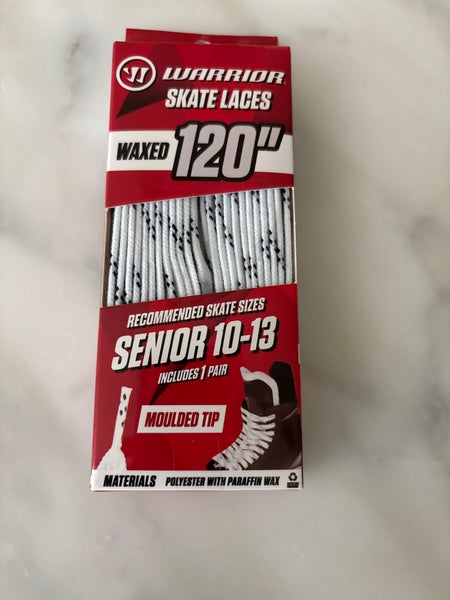 WARRIOR
SKATE LACES
WAXED 120"
RECOMMENDED SKATE SIZES
SENIOR 10-13
INCLUDES 1 PAIR
MOULDED TIP
MATERIALS POLYESTER WITH PARAFFIN WAX